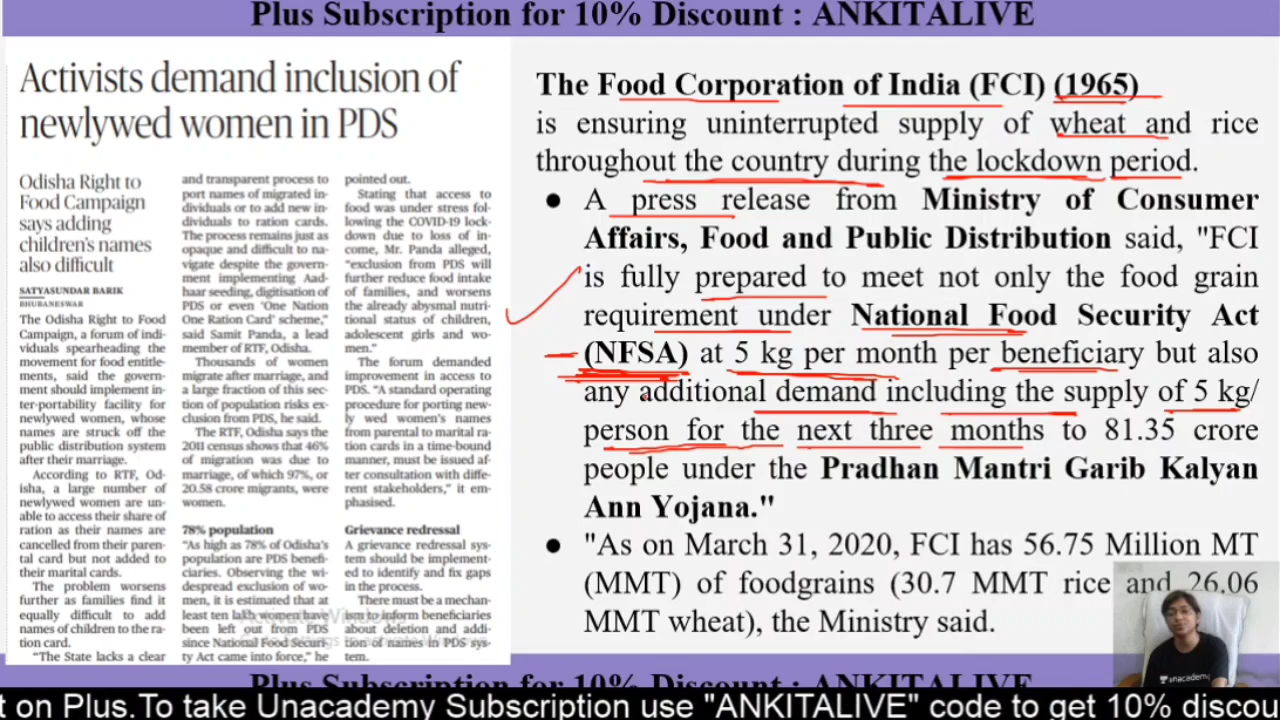 Plus Subscription for 10% Discount : ANKITALIVE
Activists demand inclusion of
newlywed women in PDS
Odisha Right to
Food Campaign
says adding
children's names
also difficult
SATYASUNDAR BARIK
BHUBANESWAR
The Odisha Right to Food
Campaign, a forum of indi-
viduals spearheading the
movement for food entitle-
ments, said the govern-
ment should implement in-
ter-portability facility for
newlywed women, whose
names are struck off the
public distribution system
after their marriage.
According to RTF, Od-
isha, a large number of
newlywed women are un-
able to access their share of
ration as their names are
cancelled from their paren-
tal card but not added to
their marital cards.
The problem worsens
further as families find it
equally difficult to add
names of children to the ra-
tion card.
"The State lacks a clear
and transparent process to
port names of migrated in-
dividuals or to add new in-
dividuals to ration cards.
The process remains just as
opaque and difficult to na-
vigate despite the govern-
ment implementing Aad-
haar seeding, digitisation of
PDS or even 'One Nation
One Ration Card' scheme,"
said Samit Panda, a lead
member of RTF, Odisha.
Thousands of women
migrate after marriage, and
a large fraction of this sec-
tion of population risks ex-
clusion from PDS, he said.
The RTF, Odisha says the
2011 census shows that 46%
of migration was due to
marriage, of which 97%, or
20.58 crore migrants, were
women.
78% population
"As high as 78% of Odisha's
population are PDS benefi-
ciaries. Observing the wi-
despread exclusion of wo-
men, it is estimated that at
least ten lakh women have
been left out from PDS
since National Food Securi-
ty Act came into force," he
pointed out.
Stating that access to
food was under stress fol-
lowing the COVID-19 lock-
down due to loss of in-
come, Mr. Panda alleged,
"exclusion from PDS will
further reduce food intake
of families, and worsens
the already abysmal nutri-
tional status of children,
adolescent girls and wo-
men."
The forum demanded
improvement in access to
PDS. "A standard operating
procedure for porting new-
ly wed women's names
from parental to marital ra-
tion cards in a time-bound
manner, must be issued af-
ter consultation with diffe-
rent stakeholders," it em-
phasised.
Grievance redressal
A grievance redressal sys-
tem should be implement-
ed to identify and fix gaps
in the process.
There must be a mechan-
ism to inform beneficiaries
about deletion and addi-
tion of names in PDS sys-
tem.
The Food Corporation of India (FCI) (1965)
is ensuring uninterrupted supply of wheat and rice
throughout the country during the lockdown period.
● A press release from Ministry of Consumer
Affairs, Food and Public Distribution said, "FCI
is fully prepared to meet not only the food grain
requirement under National Food Security Act
(NFSA) at 5 kg per month per beneficiary but also
any additional demand including the supply of 5 kg/
person for the next three months to 81.35 crore
people under the Pradhan Mantri Garib Kalyan
Ann Yojana."
● "As on March 31, 2020, FCI has 56.75 Million MT
(MMT) of foodgrains (30.7 MMT rice and 26.06
MMT wheat), the Ministry said.
unacademy
Plus Subscription for 10% Discount : ANKITALIVE
t on Plus.To take Unacademy Subscription use "ANKITALIVE" code to get 10% discou